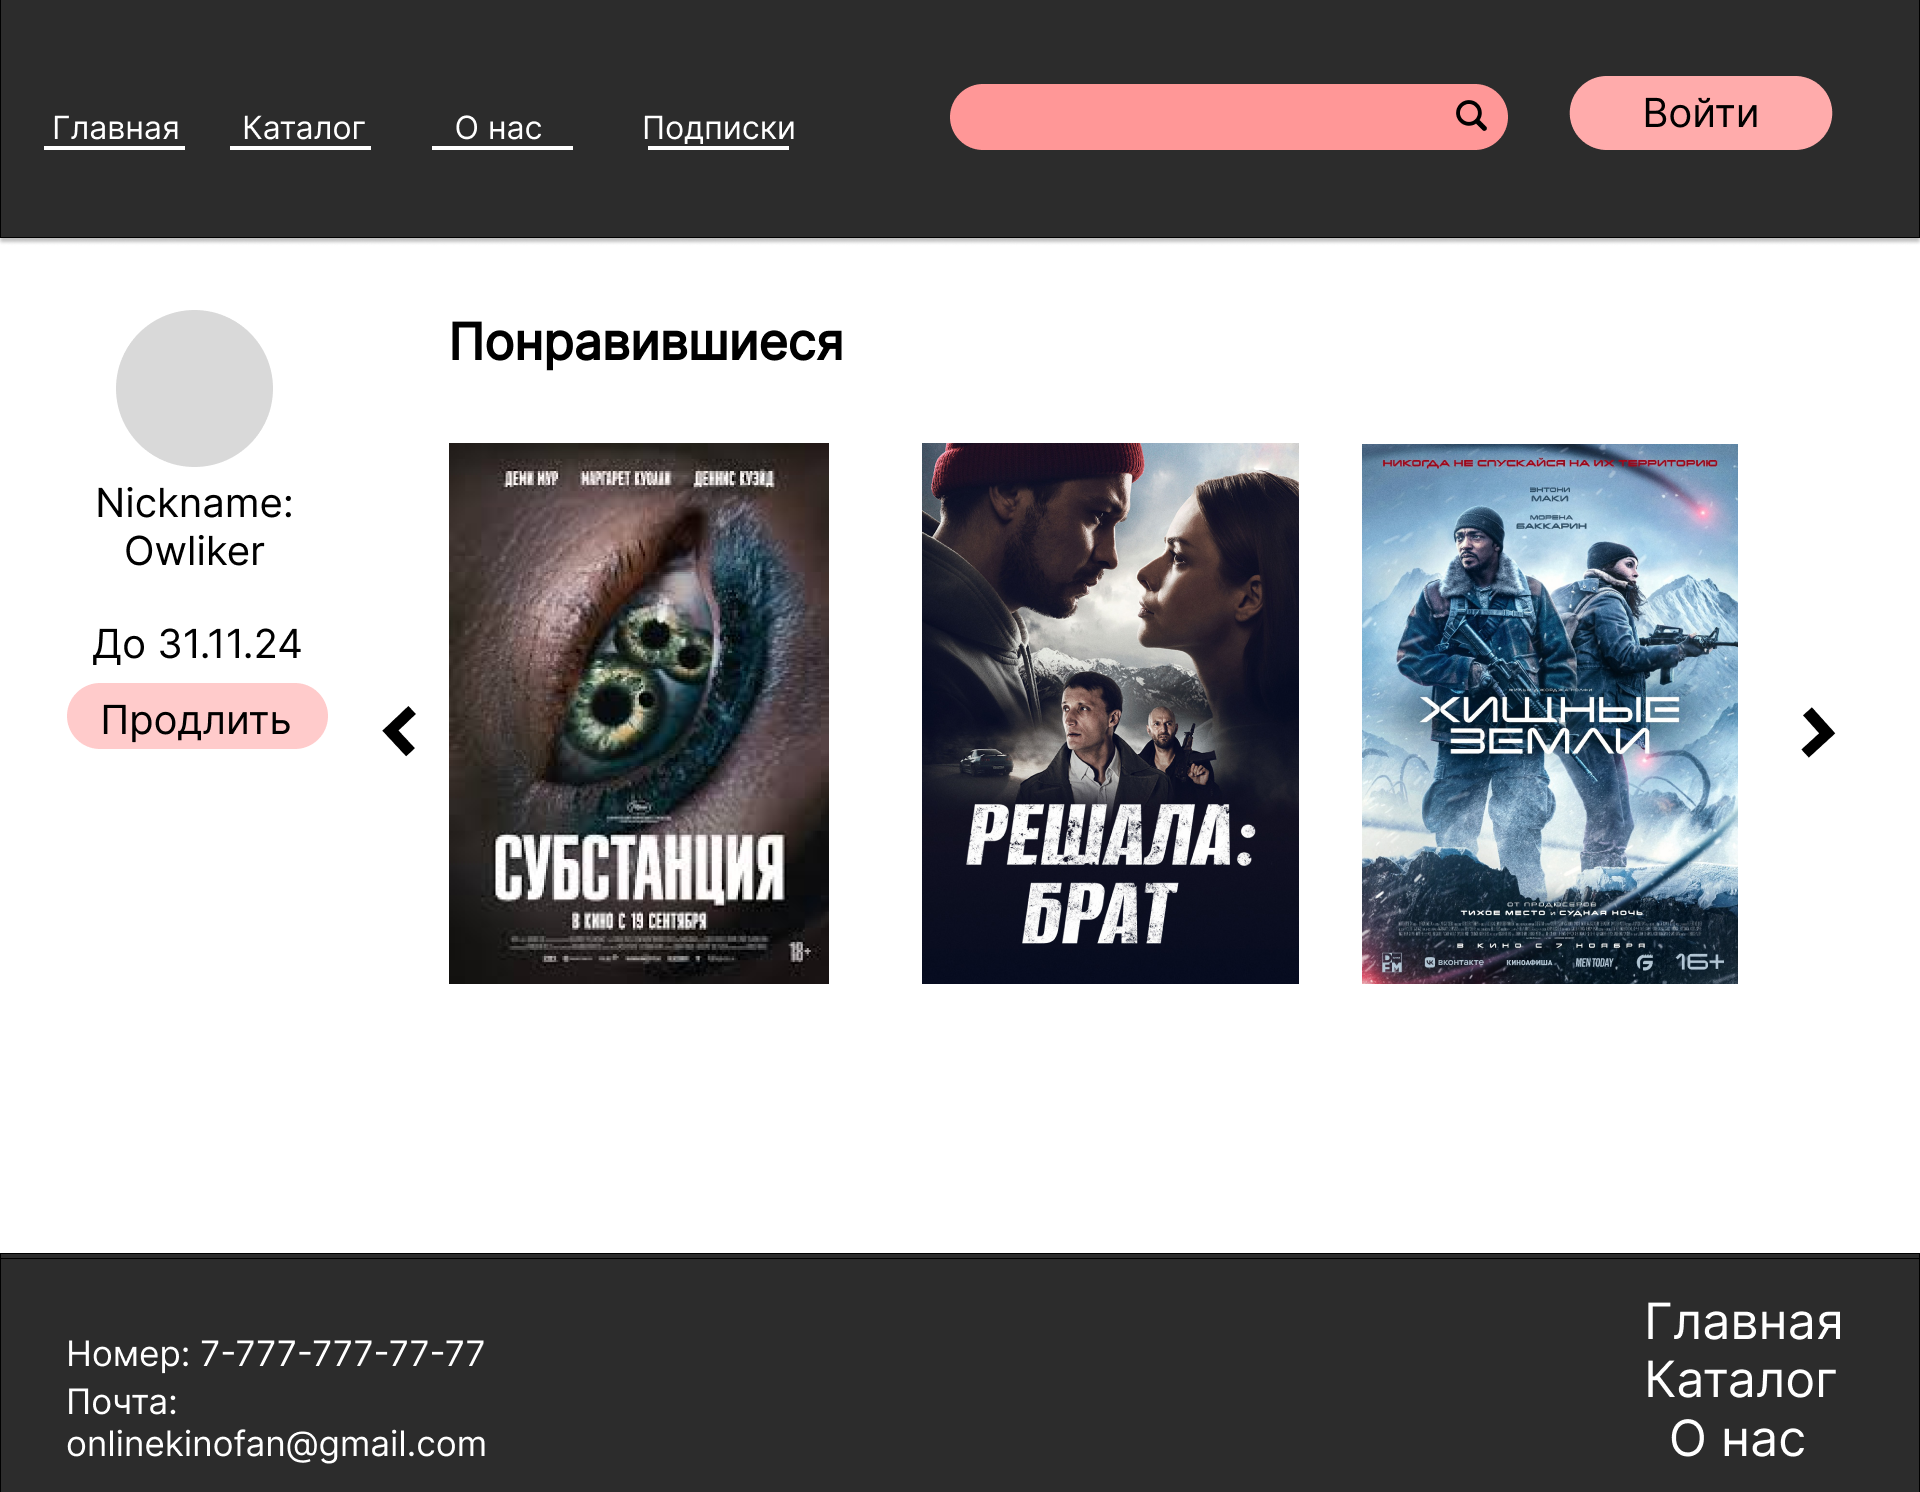 Главная Каталог О нас Подписки Войти
Понравившиеся
Nickname:
Owliker
До 31.11.24
Продлить
ДЕМИ МУР МАРГАРЕТ КУОЛЛИ ДЕННИС КУЭЙД
СУБСТАНЦИЯ
В КИНО С 19 СЕНТЯБРЯ
18+
РЕШАЛА:
БРАТ
НИКОГДА НЕ СПУСКАЙСЯ НА ИХ ТЕРРИТОРИЮ
ЭНТОНИ
МАКИ
МОРЕНА
БАККАРИН
ХИЩНЫЕ
ЗЕМЛИ
ОТ ПРОДЮСЕРОВ
ТИХОЕ МЕСТО И СУДНАЯ НОЧЬ
В КИНО С 7 НОЯБРЯ
DFM ВКОНТАКТЕ КИНОАФИША MEN TODAY 16+
Номер: 7-777-777-77-77
Почта:
onlinekinofan@gmail.com
Главная
Каталог
О нас